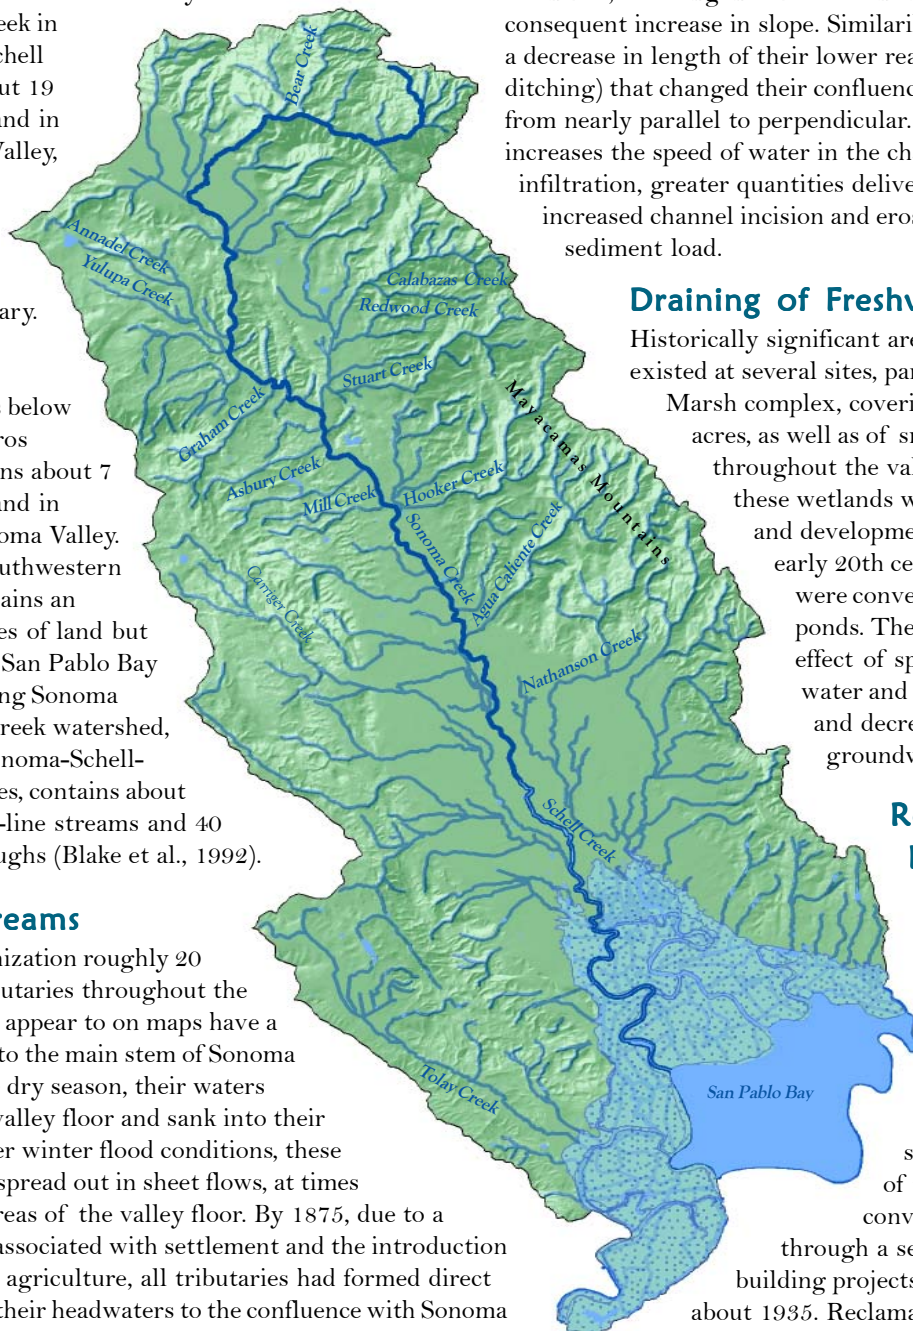 eek in
chell
ut 19
and in
Valley,
ary.
s below
ros
ns about 7
and in
oma Valley.
uthwestern
ains an
es of land but
San Pablo Bay
ng Sonoma
reek watershed,
noma-Schell-
es, contains about
-line streams and 40
ughs (Blake et al., 1992).
reams
nization roughly 20
butaries throughout the
appear to on maps have a
to the main stem of Sonoma
dry season, their waters
valley floor and sank into their
er winter flood conditions, these
spread out in sheet flows, at times
reas of the valley floor. By 1875, due to a
associated with settlement and the introduction
agriculture, all tributaries had formed direct
their headwaters to the confluence with Sonoma
Bear Creek
Annadel Creek
Yulupa Creek
Calabazas Creek
Redwood Creek
Stuart Creek
Graham Creek
Mayacamas Mountains
Asbury Creek
Mill Creek
Hooker Creek
Sonoma Creek
Agua Caliente Creek
Carriger Creek
Nathanson Creek
Schell Creek
Tolay Creek
San Pablo Bay
consequent increase in slope. Similari
a decrease in length of their lower rea
ditching) that changed their confluenc
from nearly parallel to perpendicular.
increases the speed of water in the ch
infiltration, greater quantities delive
increased channel incision and eros
sediment load.
Draining of Freshw
Historically significant are
existed at several sites, par
Marsh complex, coveri
acres, as well as of sm
throughout the val
these wetlands w
and developme
early 20th ce
were conve
ponds. The
effect of sp
water and
and decre
groundw
R
s
of
conv
through a se
building projects
about 1935. Reclama